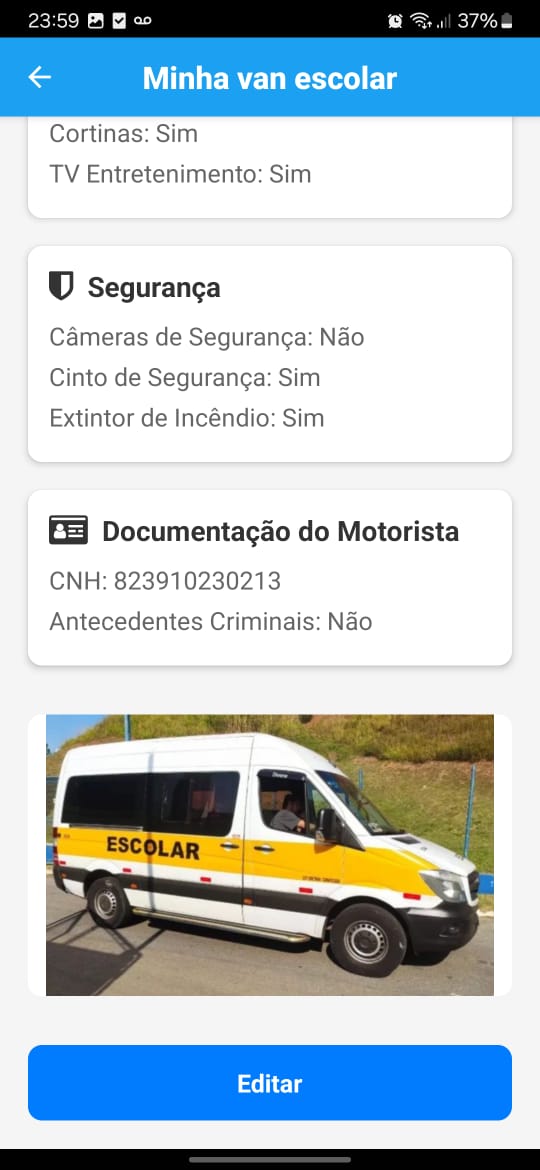 23:59 37%
Minha van escolar
Cortinas: Sim
TV Entretenimento: Sim
Segurança
Câmeras de Segurança: Não
Cinto de Segurança: Sim
Extintor de Incêndio: Sim
Documentação do Motorista
CNH: 823910230213
Antecedentes Criminais: Não
ESCOLAR
Editar